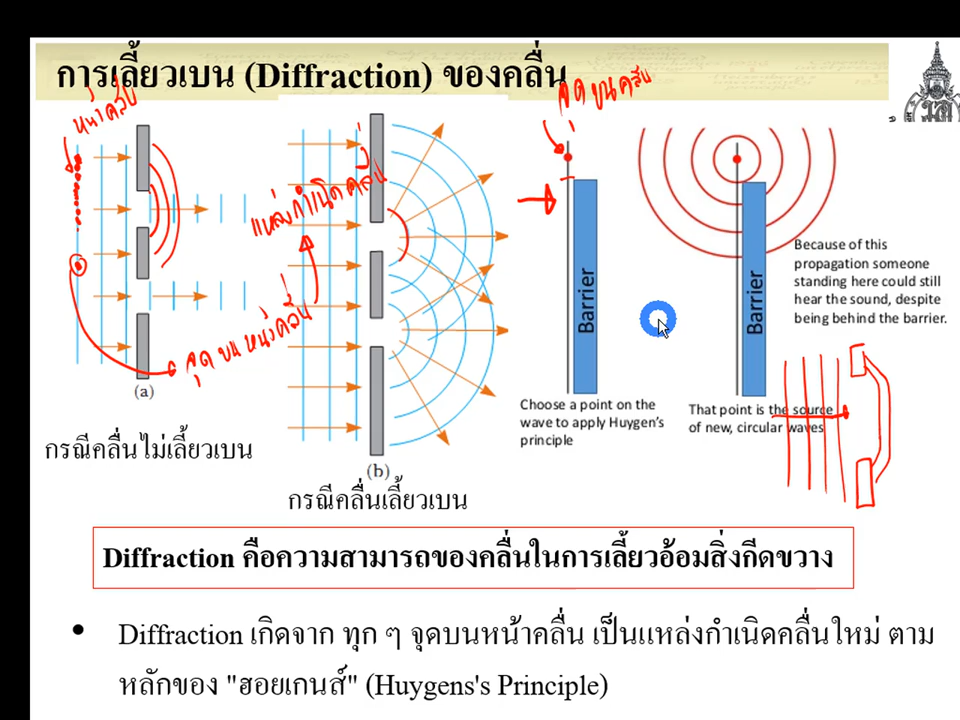 การเลี้ยวเบน (Diffraction) ของคลื่น
หน้าคลื่น
จุดบนคลื่น
แหล่งกำเนิดคลื่น
Because of this
propagation someone
standing here could still
hear the sound, despite
being behind the barrier.
Barrier
Barrier
จุดบนหน้าคลื่น
(a)
Choose a point on the
wave to apply Huygen's
principle
That point is the source
of new, circular waves
กรณีคลื่นไม่เลี้ยวเบน
(b)
กรณีคลื่นเลี้ยวเบน
Diffraction คือความสามารถของคลื่นในการเลี้ยวอ้อมสิ่งกีดขวาง
• Diffraction เกิดจาก ทุก ๆ จุดบนหน้าคลื่น เป็นแหล่งกำเนิดคลื่นใหม่ ตาม
หลักของ "ฮอยเกนส์" (Huygens's Principle)